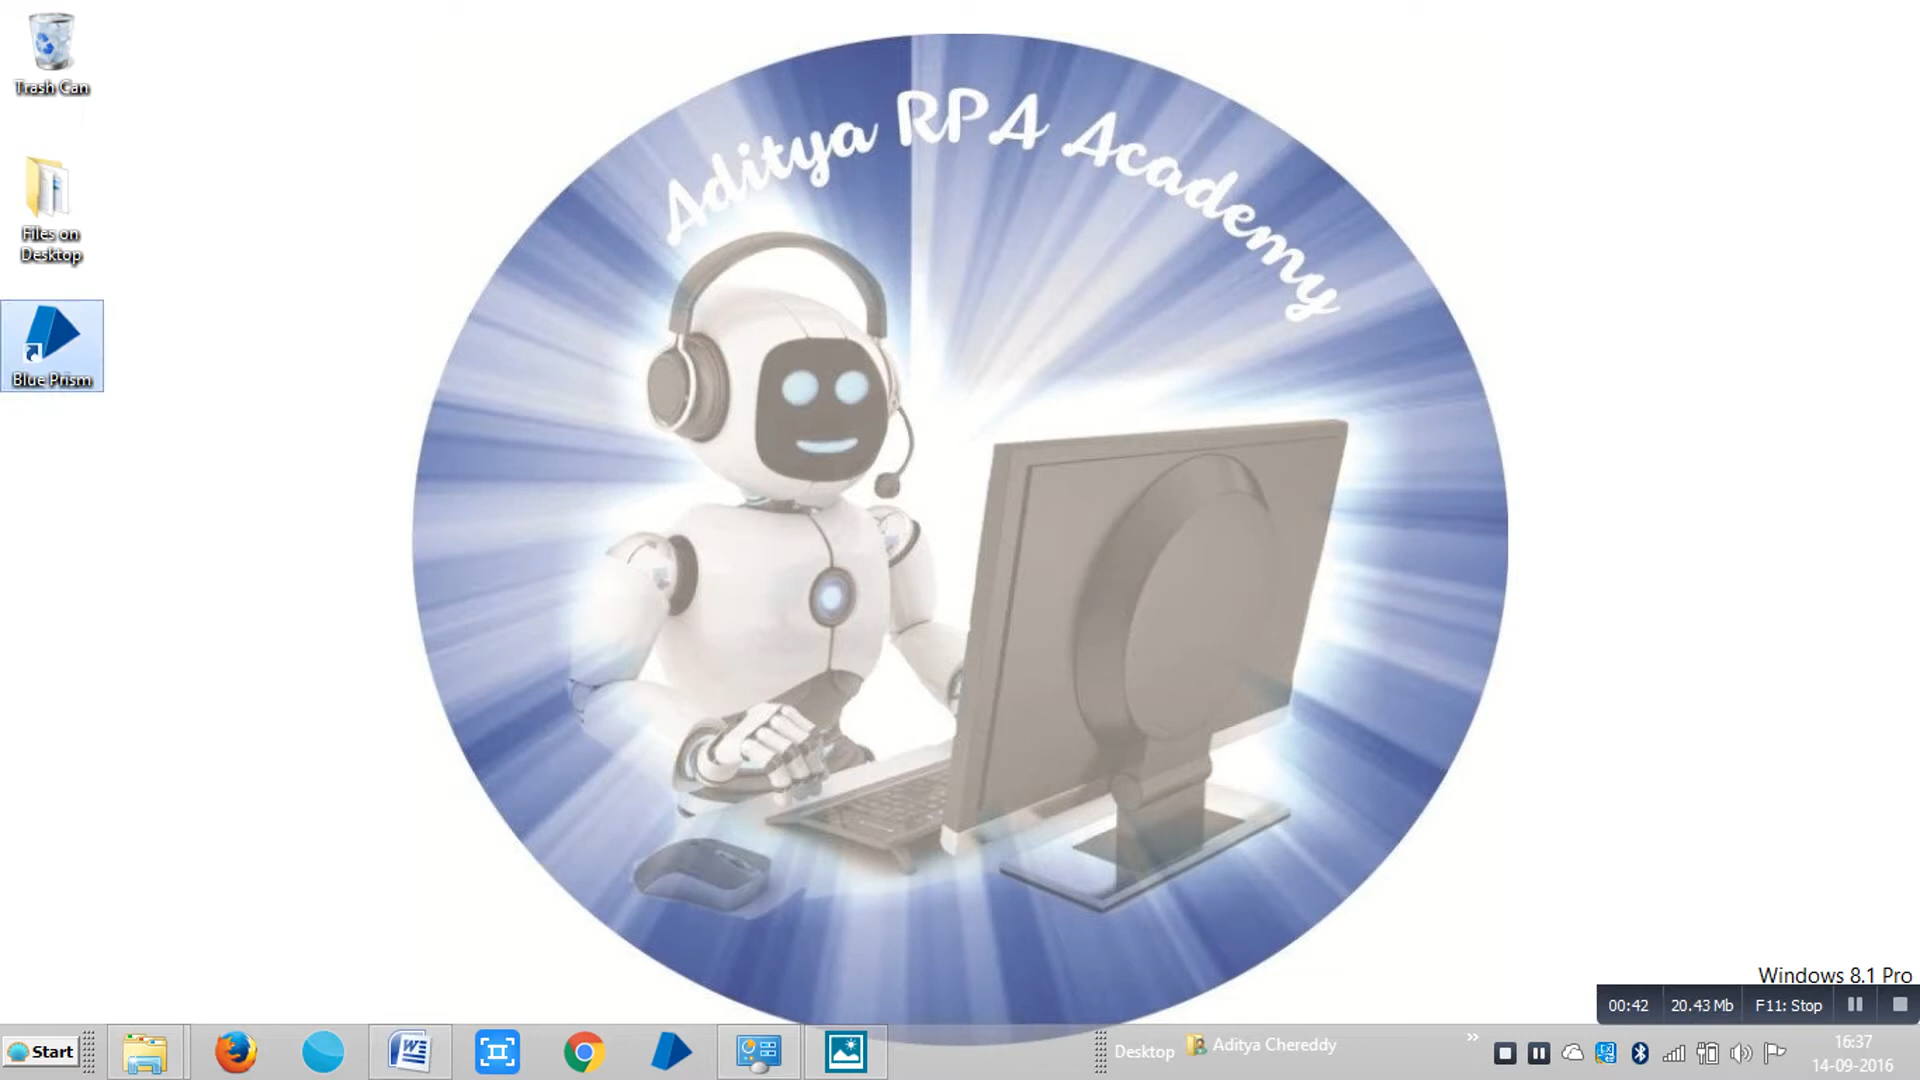 Trash Can
Files on
Desktop
Blue Prism
Aditya RPA Academy
Windows 8.1 Pro
00:42 20.43 Mb F11: Stop
Start
Desktop
Aditya Chereddy
»
16:37
14-09-2016